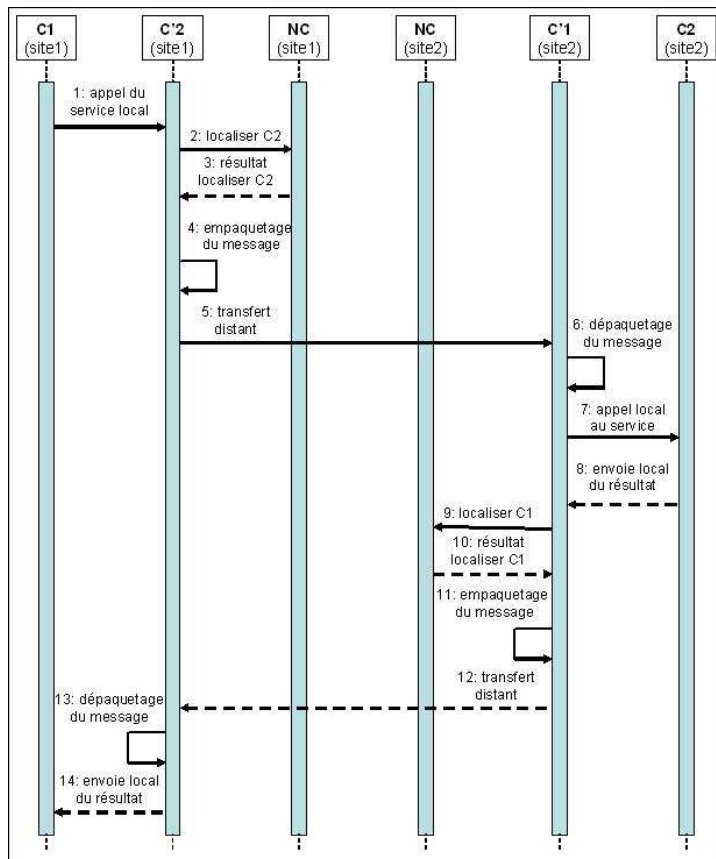 C1
(site1)
C'2
(site1)
NC
(site1)
NC
(site2)
C'1
(site2)
C2
(site2)
1: appel du
service local
2: localiser C2
3: résultat
localiser C2
4: empaquetage
du message
5: transfert
distant
6: dépaquetage
du message
7: appel local
au service
8: envoie local
du résultat
9: localiser C1
10: résultat
localiser C1
11: empaquetage
du message
12: transfert
distant
13: dépaquetage
du message
14: envoie local
du résultat